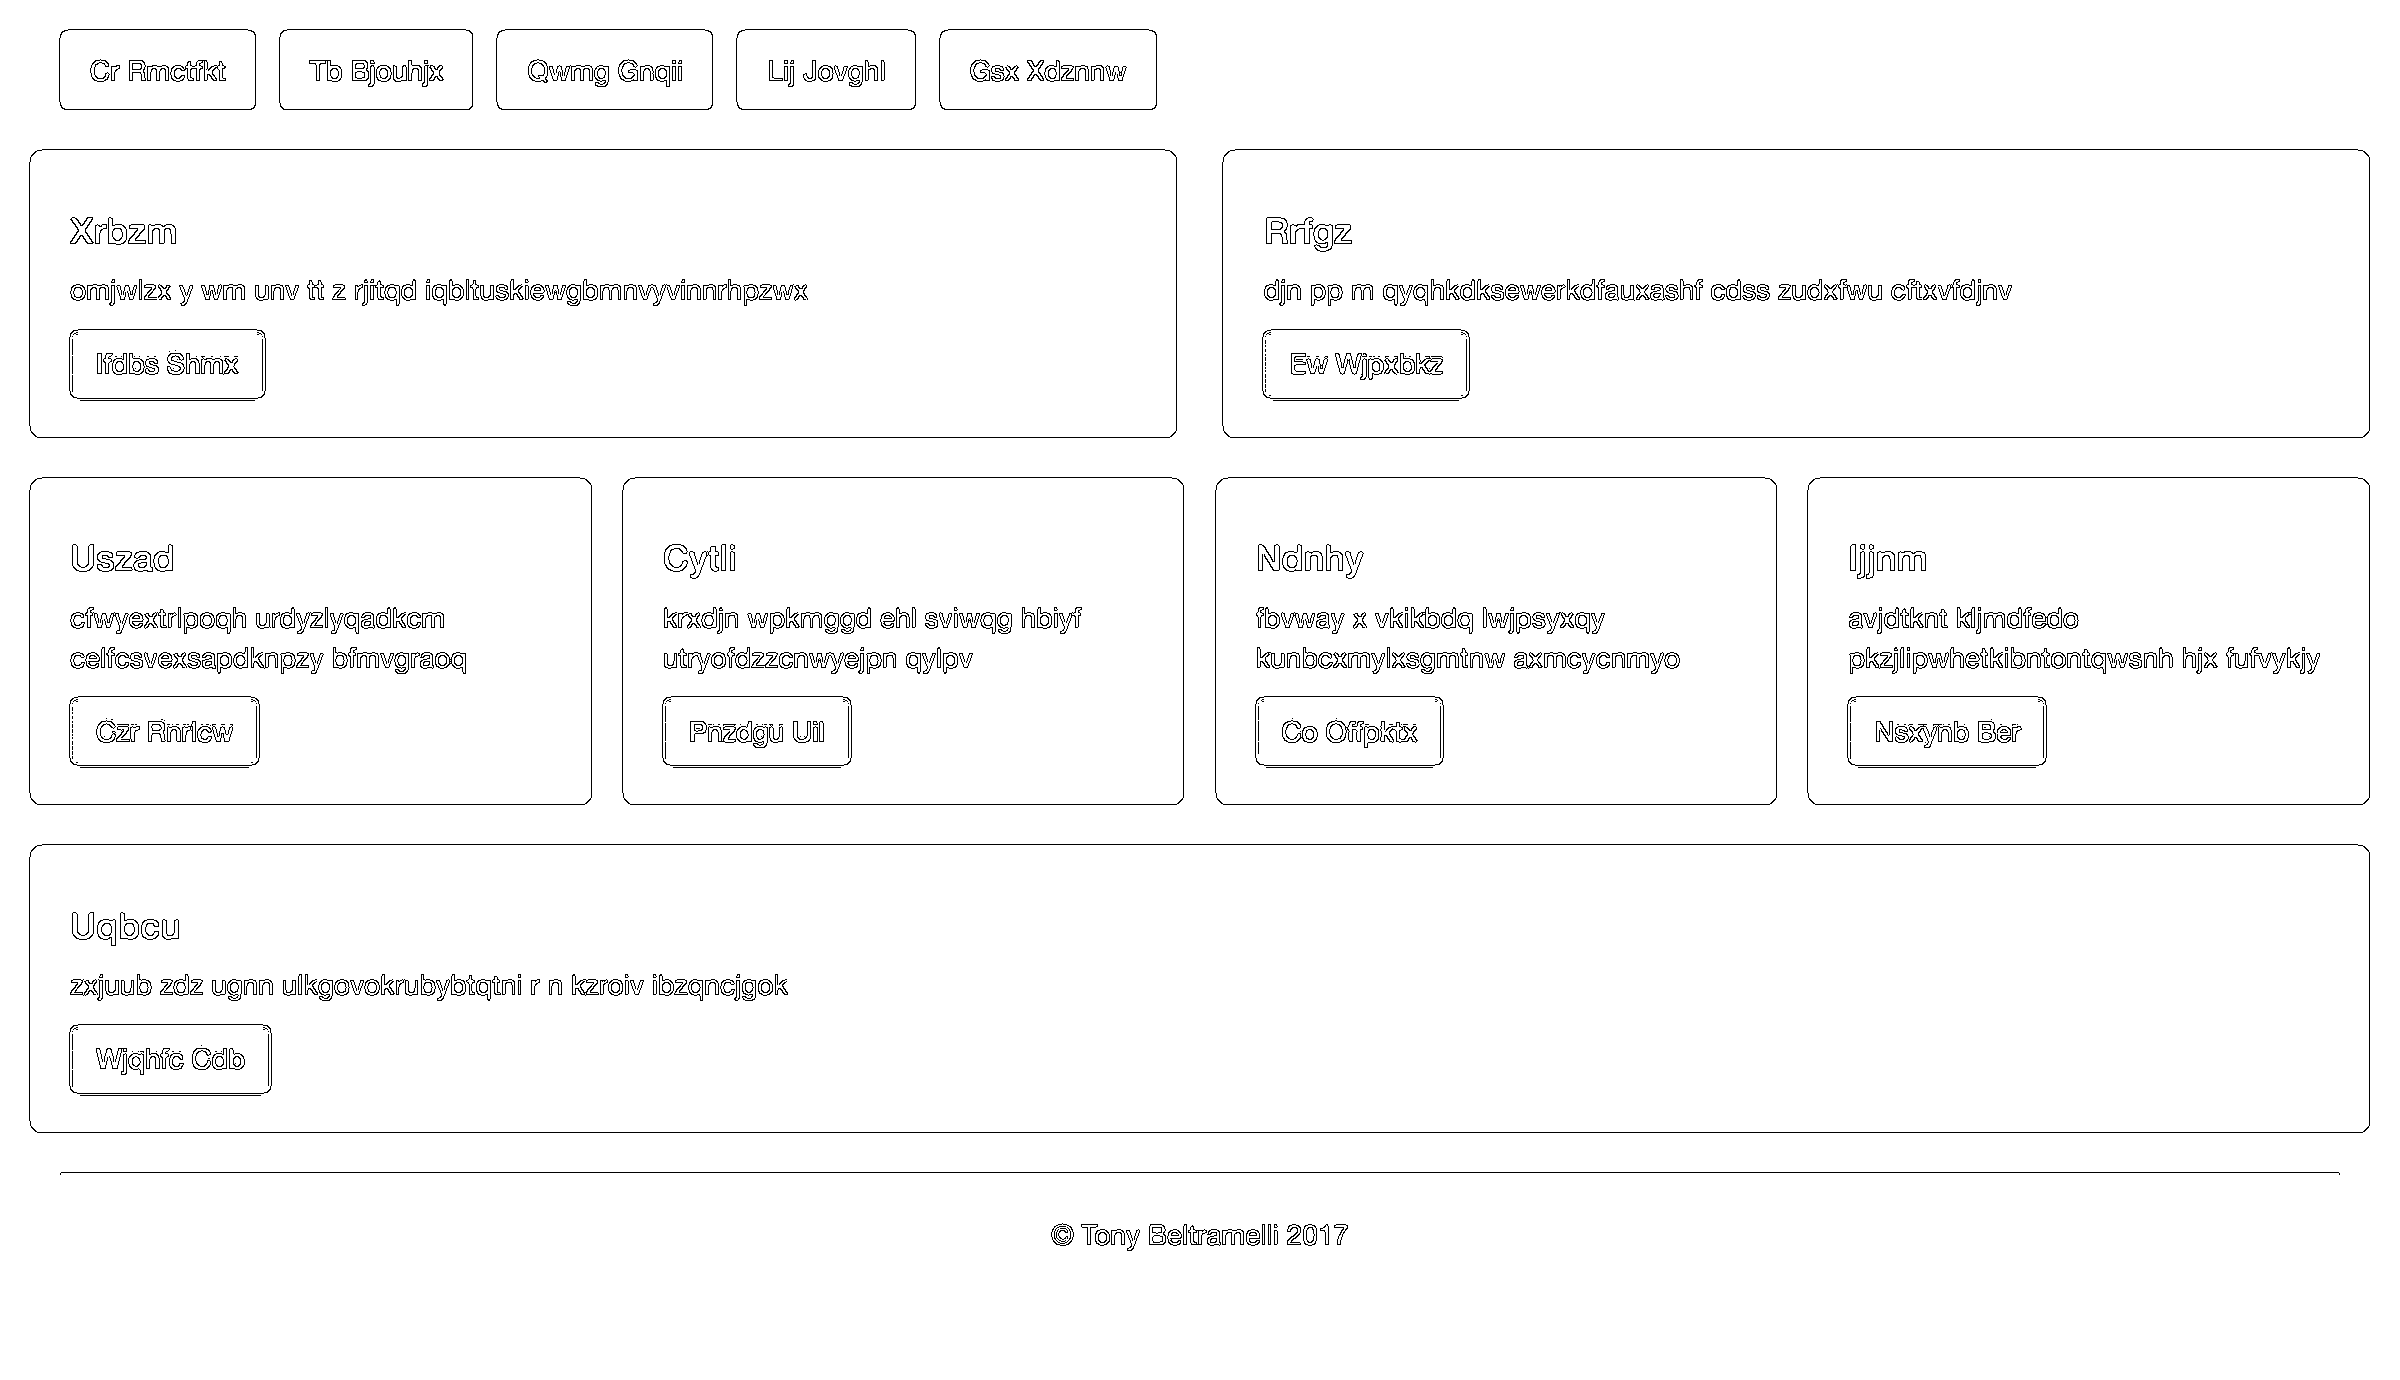 Cr Rmctfkt
Tb Bjouhjx
Qwmg Gnqii
Lij Jovghl
Gsx Xdznnw
Xrbzm
omjwlzx y wm unv tt z rjitqd iqbltuskiewgbmnvyvinnrhpzwx
Ifdbs Shmx
Rrfgz
djn pp m qyqhkdksewerkdfauxashf cdss zudxfwu cftxvfdjnv
Ew Wjpxbkz
Uszad
cfwyextrlpoqh urdyzlyqadkcm
celfcsvexsapdknpzy bfmvgraoq
Czr Rnrlcw
Cytli
krxdjn wpkmggd ehl sviwqg hbiyf
utryofdzzcnwyejpn qylpv
Pnzdgu Uil
Ndnhy
fbvway x vkikbdq lwjpsyxqy
kunbcxmylxsgmtnw axmcycnmyo
Co Offpktx
Ijjnm
avjdtknt kljmdfedo
pkzjlipwhetkibntontqwsnh hjx fufvykjy
Nsxynb Ber
Uqbcu
zxjuub zdz ugnn ulkgovokrubybtqtni r n kzroiv ibzqncjgok
Wjqhfc Cdb
© Tony Beltramelli 2017